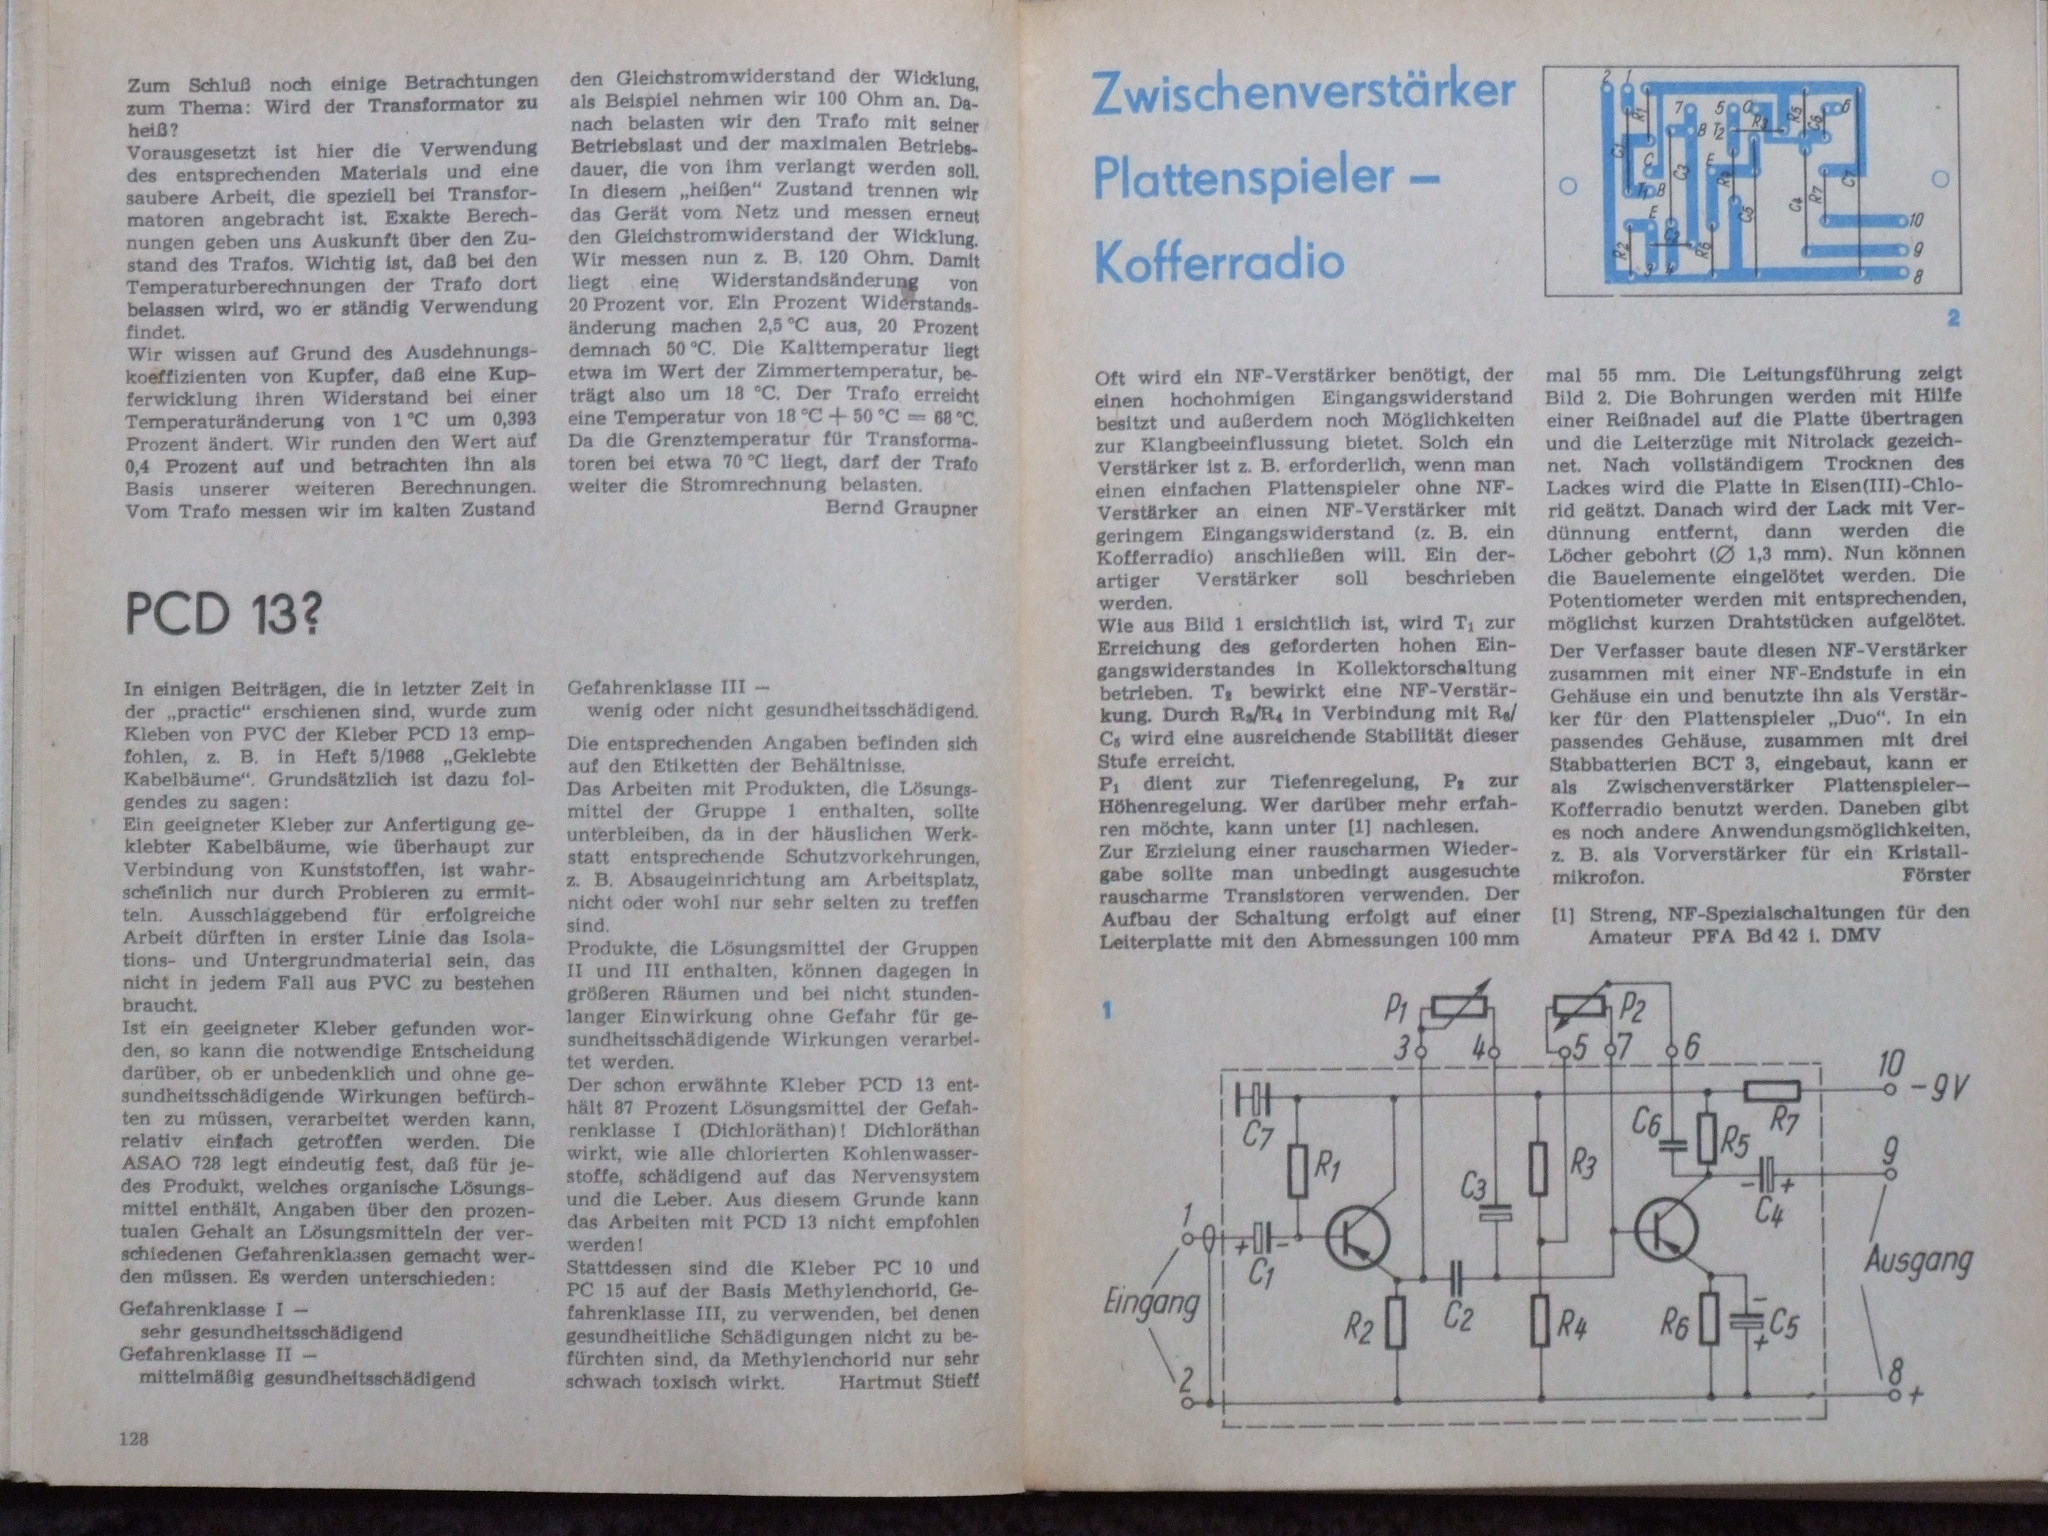 Zum Schluß noch einige Betrachtungen
zum Thema: Wird der Transformator zu
heiß?
Vorausgesetzt ist hier die Verwendung
des entsprechenden Materials und eine
saubere Arbeit, die speziell bei Transfor-
matoren angebracht ist. Exakte Berech-
nungen geben uns Auskunft über den Zu-
stand des Trafos. Wichtig ist, daß bei den
Temperaturberechnungen der Trafo dort
belassen wird, wo er ständig Verwendung
findet.
Wir wissen auf Grund des Ausdehnungs-
koeffizienten von Kupfer, daß eine Kup-
ferwicklung ihren Widerstand bei einer
Temperaturänderung von 1 °C um 0,393
Prozent ändert. Wir runden den Wert auf
0,4 Prozent auf und betrachten ihn als
Basis unserer weiteren Berechnungen.
Vom Trafo messen wir im kalten Zustand
den Gleichstromwiderstand der Wicklung,
als Beispiel nehmen wir 100 Ohm an. Da-
nach belasten wir den Trafo mit seiner
Betriebslast und der maximalen Betriebs-
dauer, die von ihm verlangt werden soll.
In diesem „heißen“ Zustand trennen wir
das Gerät vom Netz und messen erneut
den Gleichstromwiderstand der Wicklung.
Wir messen nun z. B. 120 Ohm. Damit
liegt eine Widerstandsänderung von
20 Prozent vor. Ein Prozent Widerstands-
änderung machen 2,5 °C aus, 20 Prozent
demnach 50 °C. Die Kalttemperatur liegt
etwa im Wert der Zimmertemperatur, be-
trägt also um 18 °C. Der Trafo erreicht
eine Temperatur von 18 °C + 50 °C = 68 °C.
Da die Grenztemperatur für Transforma-
toren bei etwa 70 °C liegt, darf der Trafo
weiter die Stromrechnung belasten.
Bernd Graupner
PCD 13?
In einigen Beiträgen, die in letzter Zeit in
der „practic“ erschienen sind, wurde zum
Kleben von PVC der Kleber PCD 13 emp-
fohlen, z. B. in Heft 5/1968 „Geklebte
Kabelbäume“. Grundsätzlich ist dazu fol-
gendes zu sagen:
Ein geeigneter Kleber zur Anfertigung ge-
klebter Kabelbäume, wie überhaupt zur
Verbindung von Kunststoffen, ist wahr-
scheinlich nur durch Probieren zu ermit-
teln. Ausschlaggebend für erfolgreiche
Arbeit dürften in erster Linie das Isola-
tions- und Untergrundmaterial sein, das
nicht in jedem Fall aus PVC zu bestehen
braucht.
Ist ein geeigneter Kleber gefunden wor-
den, so kann die notwendige Entscheidung
darüber, ob er unbedenklich und ohne ge-
sundheitsschädigende Wirkungen befürch-
ten zu müssen, verarbeitet werden kann,
relativ einfach getroffen werden. Die
ASAO 728 legt eindeutig fest, daß für je-
des Produkt, welches organische Lösungs-
mittel enthält, Angaben über den prozen-
tualen Gehalt an Lösungsmitteln der ver-
schiedenen Gefahrenklassen gemacht wer-
den müssen. Es werden unterschieden:
Gefahrenklasse I –
sehr gesundheitsschädigend
Gefahrenklasse II –
mittelmäßig gesundheitsschädigend
Gefahrenklasse III –
wenig oder nicht gesundheitsschädigend.
Die entsprechenden Angaben befinden sich
auf den Etiketten der Behältnisse.
Das Arbeiten mit Produkten, die Lösungs-
mittel der Gruppe 1 enthalten, sollte
unterbleiben, da in der häuslichen Werk-
statt entsprechende Schutzvorkehrungen,
z. B. Absaugeinrichtung am Arbeitsplatz,
nicht oder wohl nur sehr selten zu treffen
sind.
Produkte, die Lösungsmittel der Gruppen
II und III enthalten, können dagegen in
größeren Räumen und bei nicht stunden-
langer Einwirkung ohne Gefahr für ge-
sundheitsschädigende Wirkungen verarbei-
tet werden.
Der schon erwähnte Kleber PCD 13 ent-
hält 87 Prozent Lösungsmittel der Gefah-
renklasse I (Dichloräthan)! Dichloräthan
wirkt, wie alle chlorierten Kohlenwasser-
stoffe, schädigend auf das Nervensystem
und die Leber. Aus diesem Grunde kann
das Arbeiten mit PCD 13 nicht empfohlen
werden!
Stattdessen sind die Kleber PC 10 und
PC 15 auf der Basis Methylenchorid, Ge-
fahrenklasse III, zu verwenden, bei denen
gesundheitliche Schädigungen nicht zu be-
fürchten sind, da Methylenchorid nur sehr
schwach toxisch wirkt. Hartmut Stieff
128
Zwischenverstärker
Plattenspieler –
Kofferradio
2 1 R1 7 5 C R5 C6 6
C1 B T2 R3
C C3 E R4
T1 B E C5 C4 R7 C7
10
R2 C2 R6 9
3 4 8
2
Oft wird ein NF-Verstärker benötigt, der
einen hochohmigen Eingangswiderstand
besitzt und außerdem noch Möglichkeiten
zur Klangbeeinflussung bietet. Solch ein
Verstärker ist z. B. erforderlich, wenn man
einen einfachen Plattenspieler ohne NF-
Verstärker an einen NF-Verstärker mit
geringem Eingangswiderstand (z. B. ein
Kofferradio) anschließen will. Ein der-
artiger Verstärker soll beschrieben
werden.
Wie aus Bild 1 ersichtlich ist, wird T₁ zur
Erreichung des geforderten hohen Ein-
gangswiderstandes in Kollektorschaltung
betrieben. T₂ bewirkt eine NF-Verstär-
kung. Durch R₃/R₄ in Verbindung mit R₆/
C₅ wird eine ausreichende Stabilität dieser
Stufe erreicht.
P₁ dient zur Tiefenregelung, P₂ zur
Höhenregelung. Wer darüber mehr erfah-
ren möchte, kann unter [1] nachlesen.
Zur Erzielung einer rauscharmen Wieder-
gabe sollte man unbedingt ausgesuchte
rauscharme Transistoren verwenden. Der
Aufbau der Schaltung erfolgt auf einer
Leiterplatte mit den Abmessungen 100 mm
mal 55 mm. Die Leitungsführung zeigt
Bild 2. Die Bohrungen werden mit Hilfe
einer Reißnadel auf die Platte übertragen
und die Leiterzüge mit Nitrolack gezeich-
net. Nach vollständigem Trocknen des
Lackes wird die Platte in Eisen(III)-Chlo-
rid geätzt. Danach wird der Lack mit Ver-
dünnung entfernt, dann werden die
Löcher gebohrt (∅ 1,3 mm). Nun können
die Bauelemente eingelötet werden. Die
Potentiometer werden mit entsprechenden,
möglichst kurzen Drahtstücken aufgelötet.
Der Verfasser baute diesen NF-Verstärker
zusammen mit einer NF-Endstufe in ein
Gehäuse ein und benutzte ihn als Verstär-
ker für den Plattenspieler „Duo“. In ein
passendes Gehäuse, zusammen mit drei
Stabbatterien BCT 3, eingebaut, kann er
als Zwischenverstärker Plattenspieler–
Kofferradio benutzt werden. Daneben gibt
es noch andere Anwendungsmöglichkeiten,
z. B. als Vorverstärker für ein Kristall-
mikrofon. Förster
[1] Streng, NF-Spezialschaltungen für den
Amateur PFA Bd 42 i. DMV
1
P1 P2
3 4 5 7 6
10
-9V
C7 C6 R5 R7
R1 C3 R3 9
- +
C4
1
+ -
C1
Ausgang
Eingang
R2 C2 R4 R6 - C5
+
2 8 +